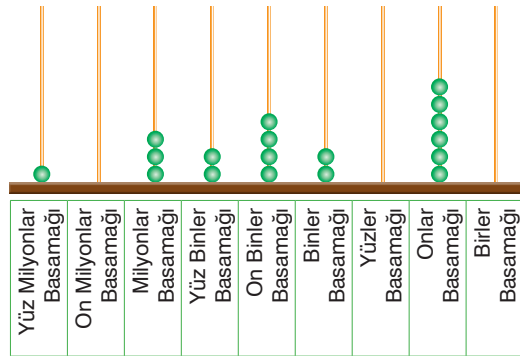 Yüz Milyonlar
Basamağı
On Milyonlar
Basamağı
Milyonlar
Basamağı
Yüz Binler
Basamağı
On Binler
Basamağı
Binler
Basamağı
Yüzler
Basamağı
Onlar
Basamağı
Birler
Basamağı